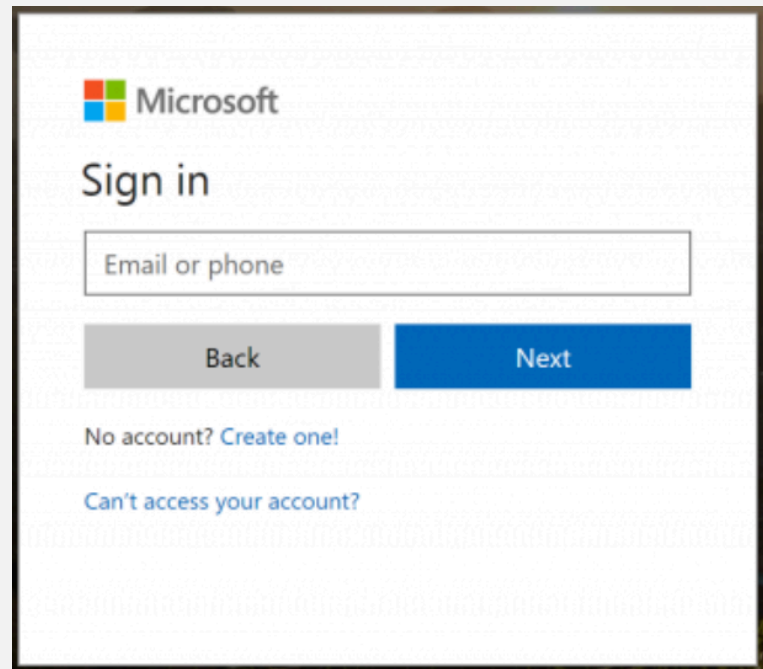 Microsoft
Sign in
Email or phone
Back Next
No account? Create one!
Can't access your account?